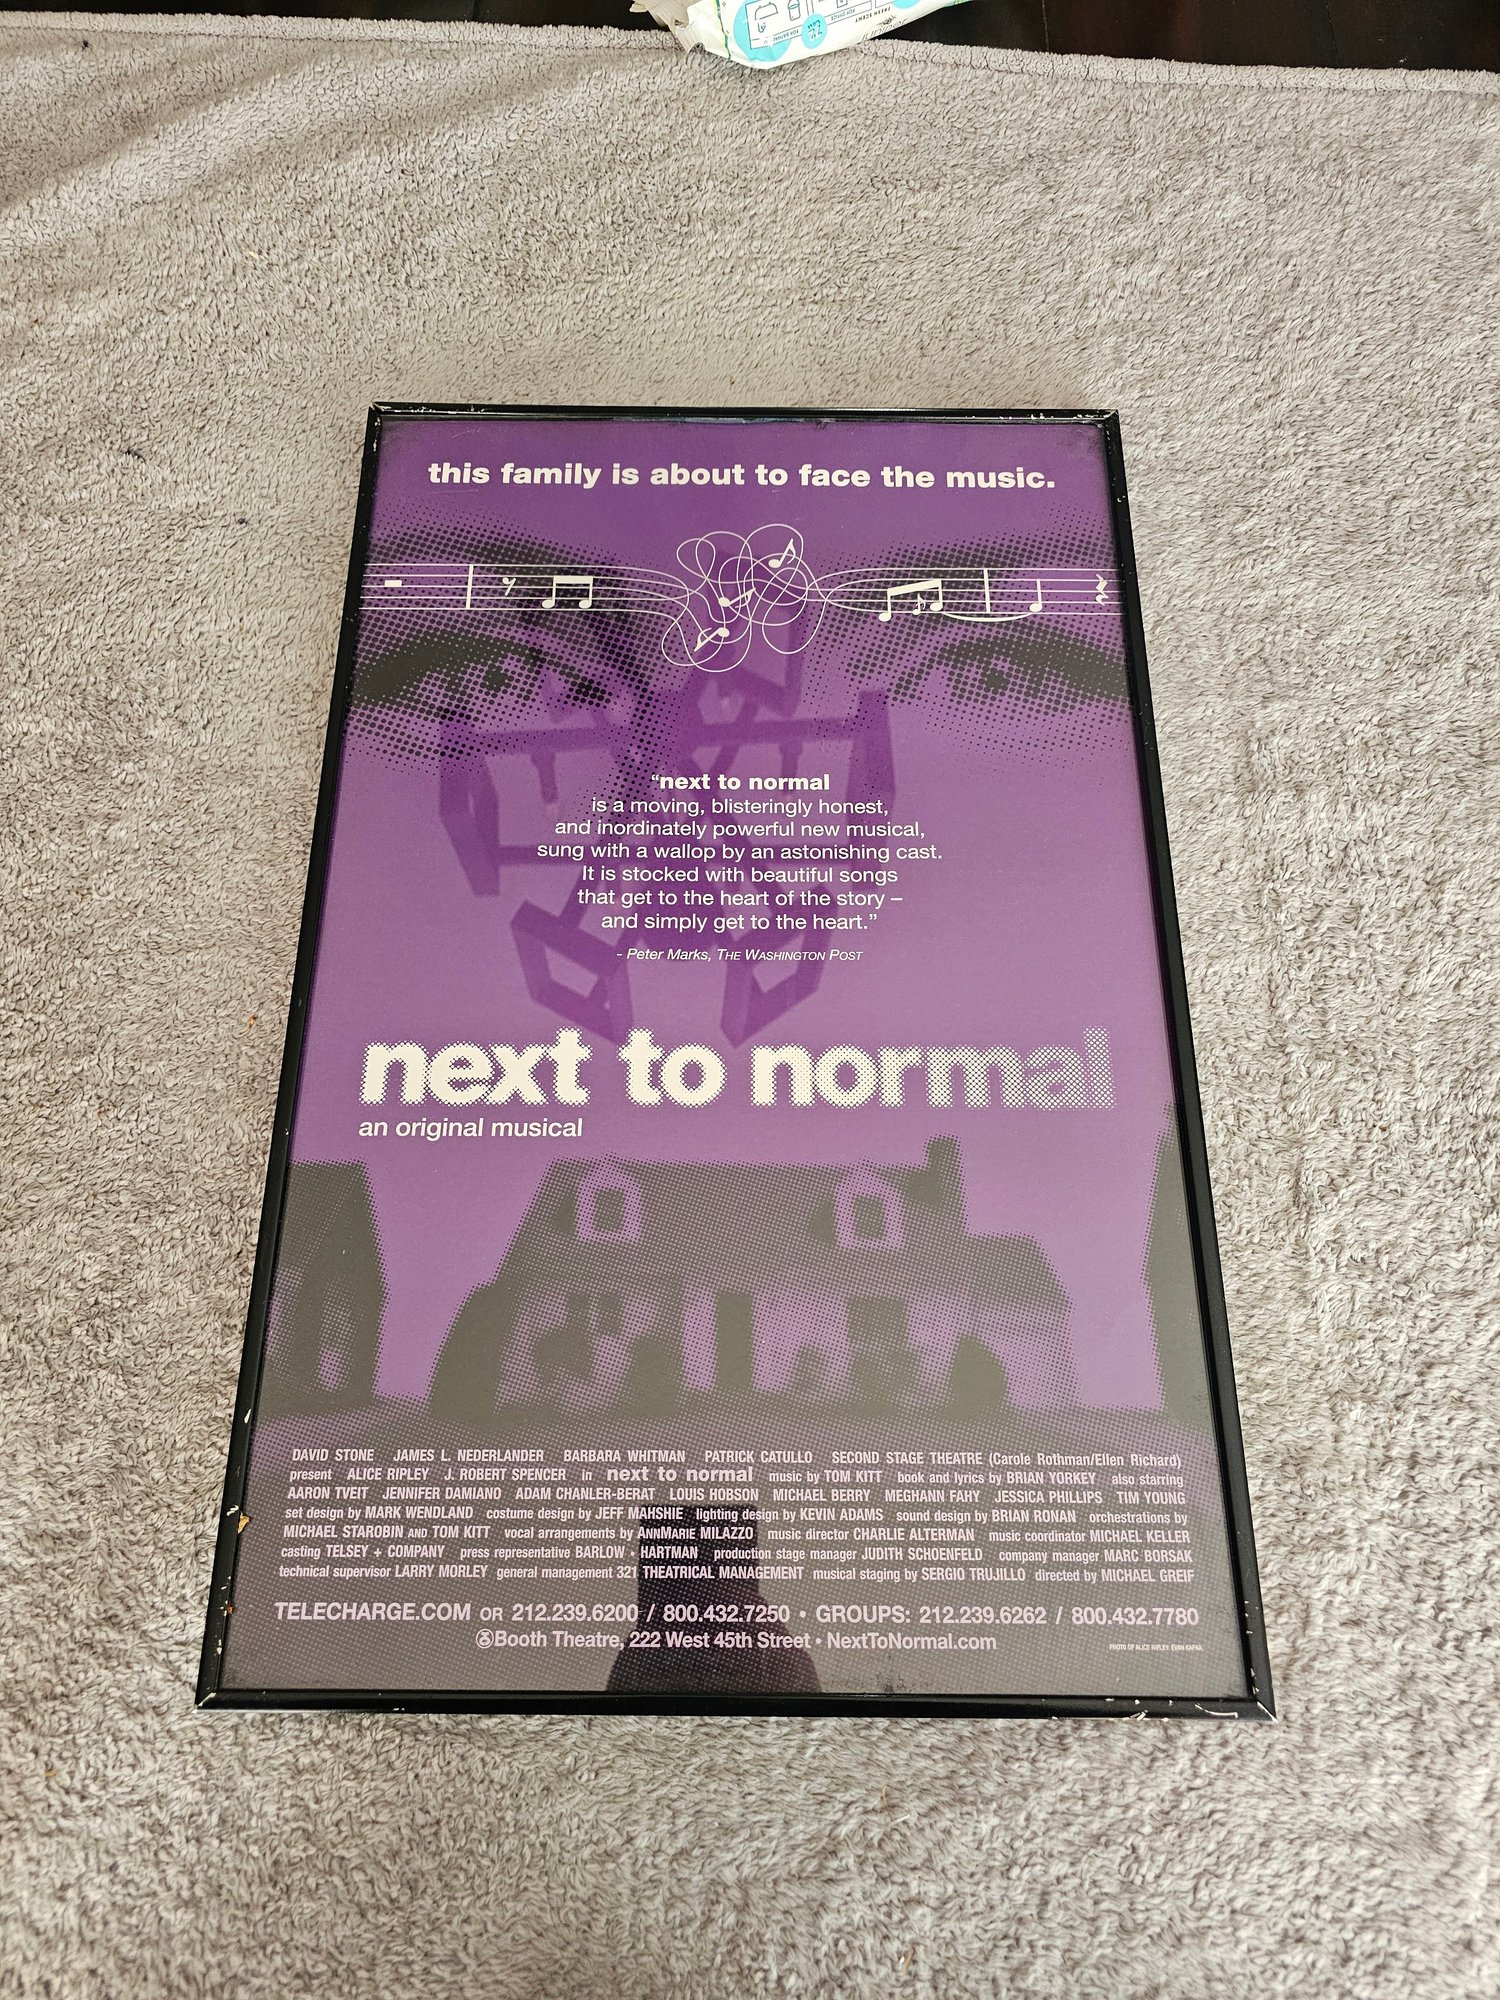 FRESH SCENT
this family is about to face the music.
“next to normal
is a moving, blisteringly honest,
and inordinately powerful new musical,
sung with a wallop by an astonishing cast.
It is stocked with beautiful songs
that get to the heart of the story –
and simply get to the heart.”
- Peter Marks, THE WASHINGTON POST
next to normal
an original musical
DAVID STONE JAMES L. NEDERLANDER BARBARA WHITMAN PATRICK CATULLO SECOND STAGE THEATRE (Carole Rothman/Ellen Richard)
present ALICE RIPLEY J. ROBERT SPENCER in next to normal music by TOM KITT book and lyrics by BRIAN YORKEY also starring
AARON TVEIT JENNIFER DAMIANO ADAM CHANLER-BERAT LOUIS HOBSON MICHAEL BERRY MEGHANN FAHY JESSICA PHILLIPS TIM YOUNG
set design by MARK WENDLAND costume design by JEFF MAHSHIE lighting design by KEVIN ADAMS sound design by BRIAN RONAN orchestrations by
MICHAEL STAROBIN AND TOM KITT vocal arrangements by ANNMARIE MILAZZO music director CHARLIE ALTERMAN music coordinator MICHAEL KELLER
casting TELSEY + COMPANY press representative BARLOW • HARTMAN production stage manager JUDITH SCHOENFELD company manager MARC BORSAK
technical supervisor LARRY MORLEY general management 321 THEATRICAL MANAGEMENT musical staging by SERGIO TRUJILLO directed by MICHAEL GREIF
TELECHARGE.COM OR 212.239.6200 / 800.432.7250 • GROUPS: 212.239.6262 / 800.432.7780
Booth Theatre, 222 West 45th Street • NextToNormal.com
PHOTO OF ALICE RIPLEY: EVAN KAFKA.